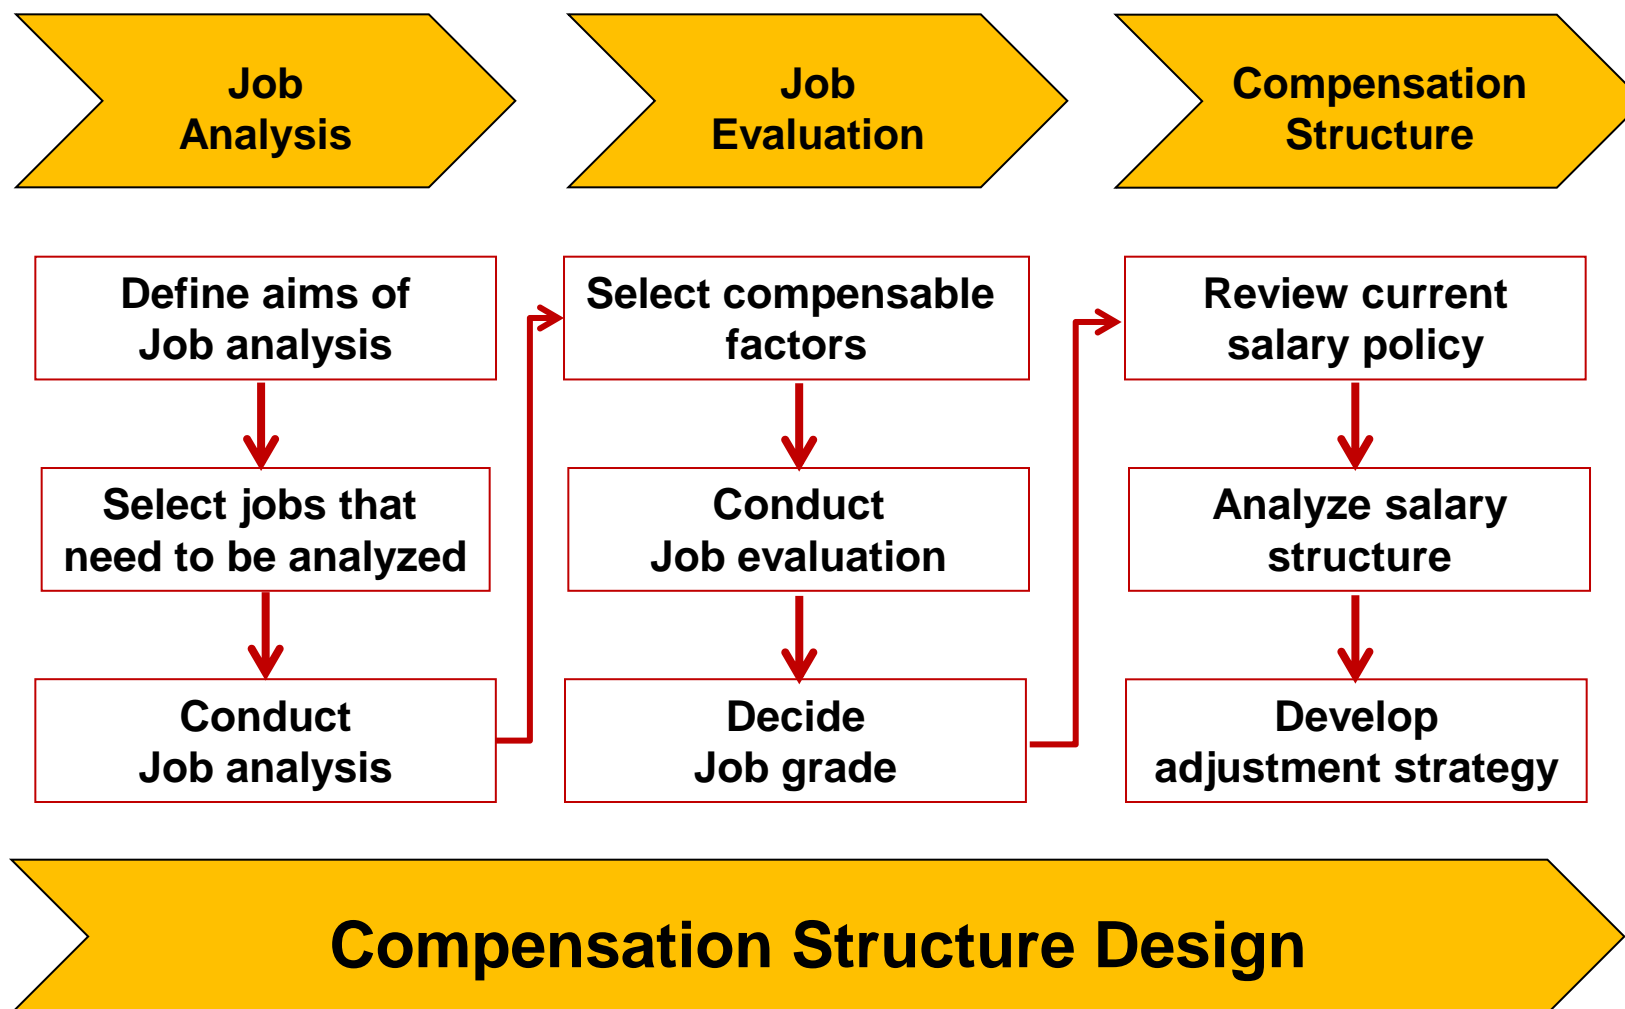 Job
Analysis
Job
Evaluation
Compensation
Structure
Define aims of
Job analysis
Select jobs that
need to be analyzed
Conduct
Job analysis
Select compensable
factors
Conduct
Job evaluation
Decide
Job grade
Review current
salary policy
Analyze salary
structure
Develop
adjustment strategy
Compensation Structure Design